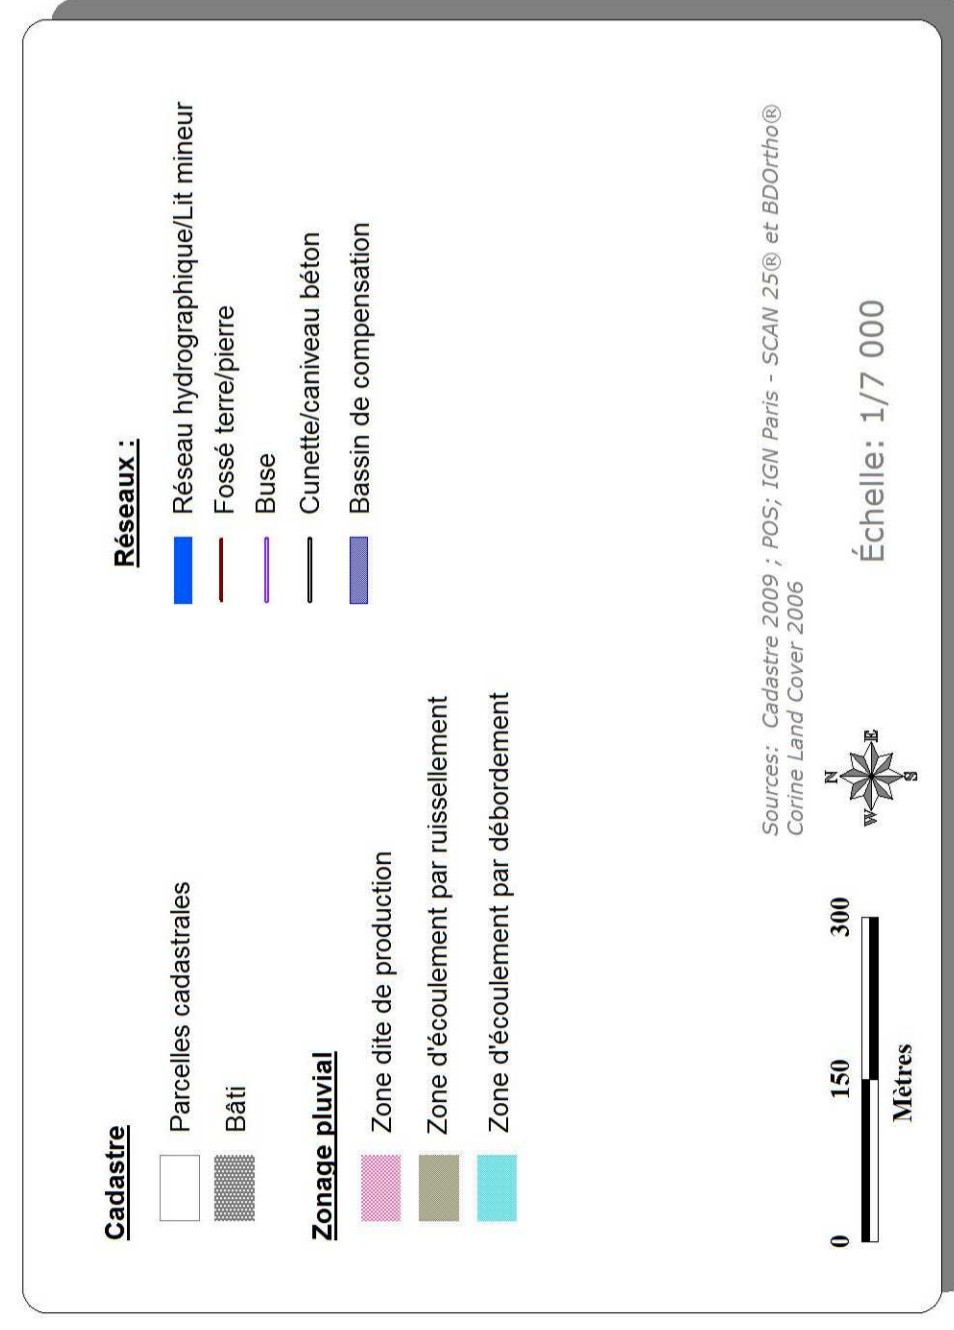 Cadastre
Parcelles cadastrales
Bâti
Zonage pluvial
Zone dite de production
Zone d'écoulement par ruissellement
Zone d'écoulement par débordement
Réseaux :
Réseau hydrographique/Lit mineur
Fossé terre/pierre
Buse
Cunette/caniveau béton
Bassin de compensation
Sources: Cadastre 2009 ; POS; IGN Paris - SCAN 25® et BDOrtho®
Corine Land Cover 2006
0 150 300
Mètres
N
W E
S
Échelle: 1/7 000